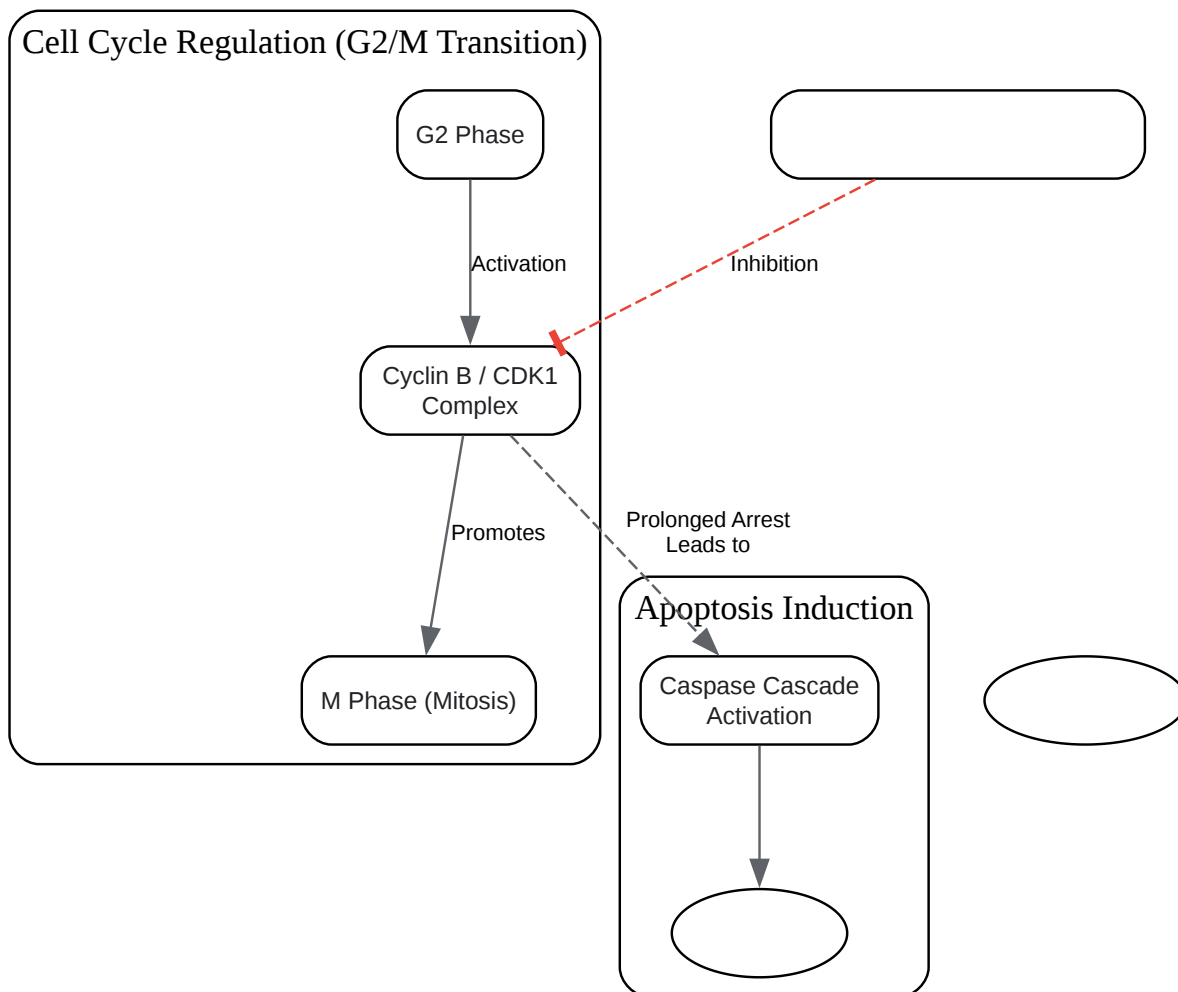 Cell Cycle Regulation (G2/M Transition)
G2 Phase
Activation
Inhibition
Cyclin B / CDK1
Complex
Promotes
Prolonged Arrest
Leads to
Apoptosis Induction
M Phase (Mitosis)
Caspase Cascade
Activation